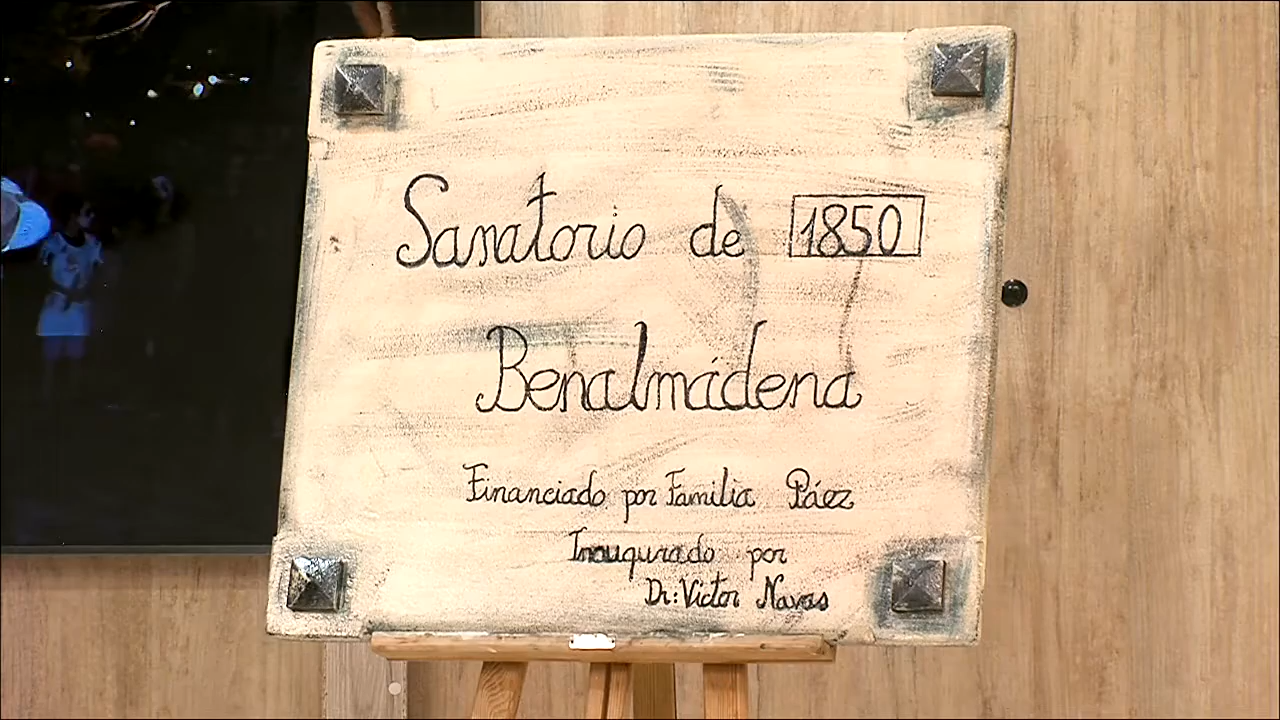 Sanatorio de 1850
Benalmádena
Financiado por Familia Páez
Inaugurado por
Dr: Victor Navas